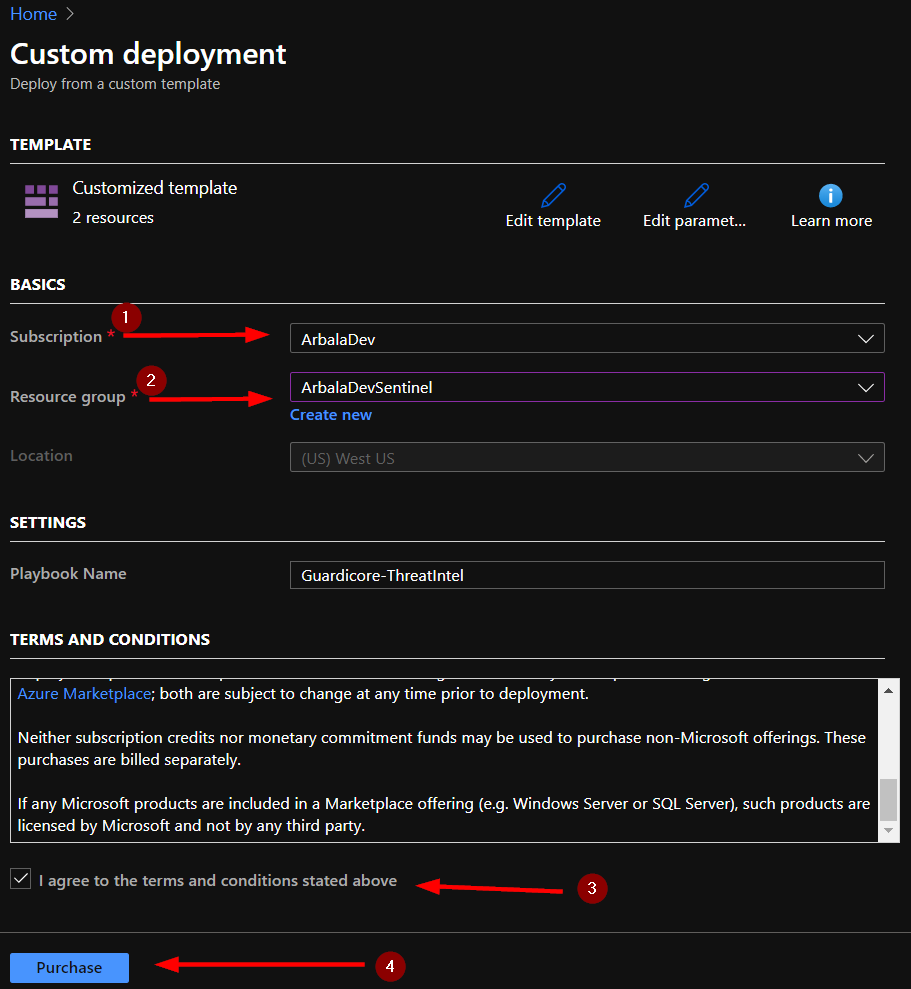 Home
Custom deployment
Deploy from a custom template
TEMPLATE
Customized template
2 resources
Edit template
Edit paramet...
Learn more
BASICS
1
Subscription *
ArbalaDev
2
Resource group *
ArbalaDevSentinel
Create new
Location
(US) West US
SETTINGS
Playbook Name
Guardicore-ThreatIntel
TERMS AND CONDITIONS
Azure Marketplace; both are subject to change at any time prior to deployment.
Neither subscription credits nor monetary commitment funds may be used to purchase non-Microsoft offerings. These
purchases are billed separately.
If any Microsoft products are included in a Marketplace offering (e.g. Windows Server or SQL Server), such products are
licensed by Microsoft and not by any third party.
I agree to the terms and conditions stated above
3
Purchase
4